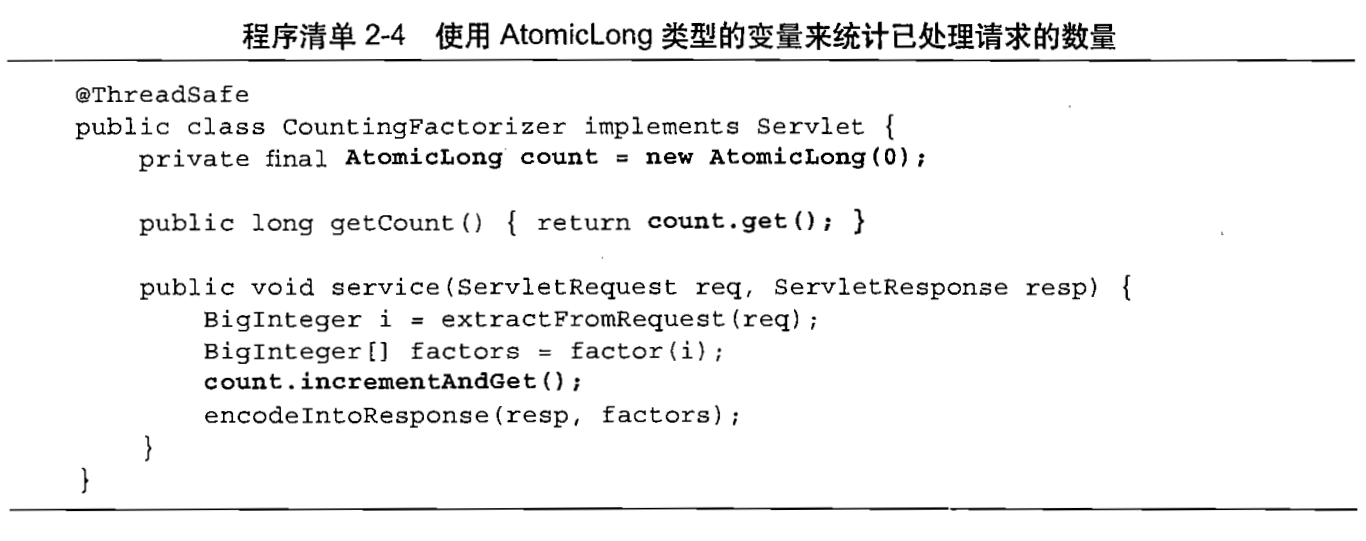 程序清单 2-4 使用 AtomicLong 类型的变量来统计已处理请求的数量
@ThreadSafe
public class CountingFactorizer implements Servlet {
    private final AtomicLong count = new AtomicLong(0);
    public long getCount() { return count.get(); }
    public void service(ServletRequest req, ServletResponse resp) {
        BigInteger i = extractFromRequest(req);
        BigInteger[] factors = factor(i);
        count.incrementAndGet();
        encodeIntoResponse(resp, factors);
    }
}